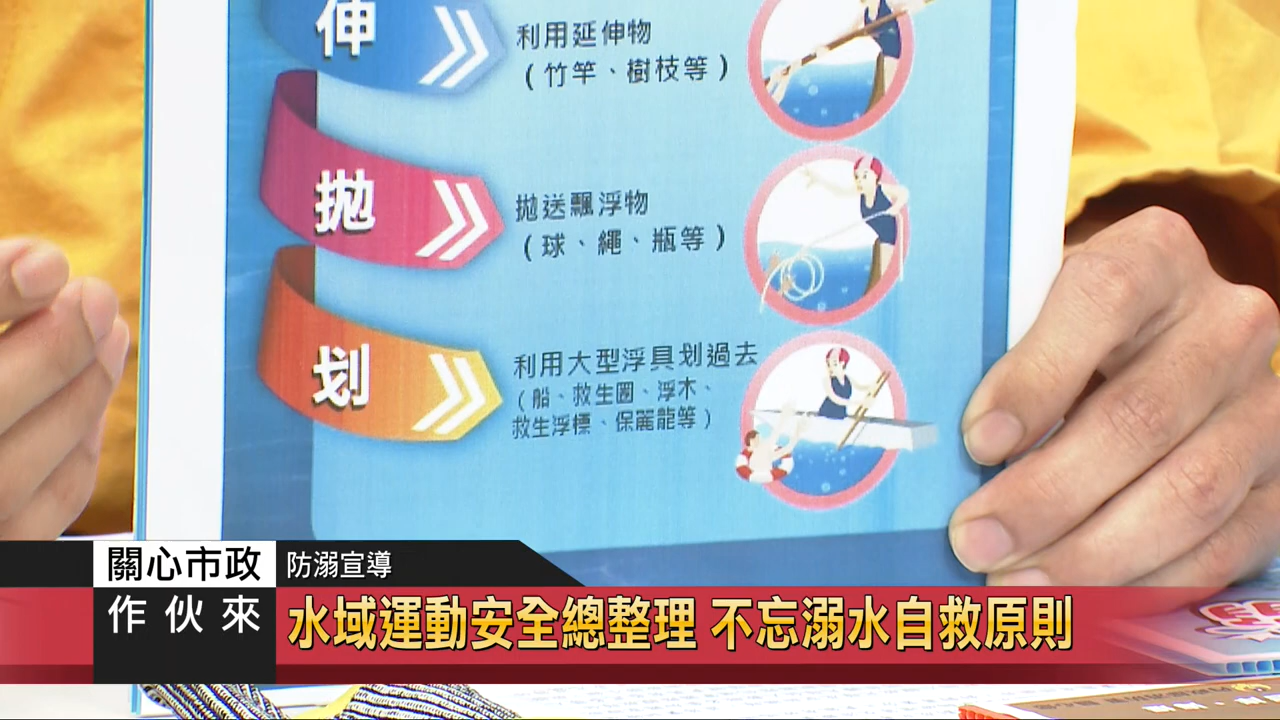 伸
利用延伸物
（竹竿、樹枝等）
拋
拋送飄浮物
（球、繩、瓶等）
划
利用大型浮具划過去
（船、救生圈、浮木、
救生浮標、保麗龍等）
關心市政
防溺宣導
作伙來
水域運動安全總整理 不忘溺水自救原則